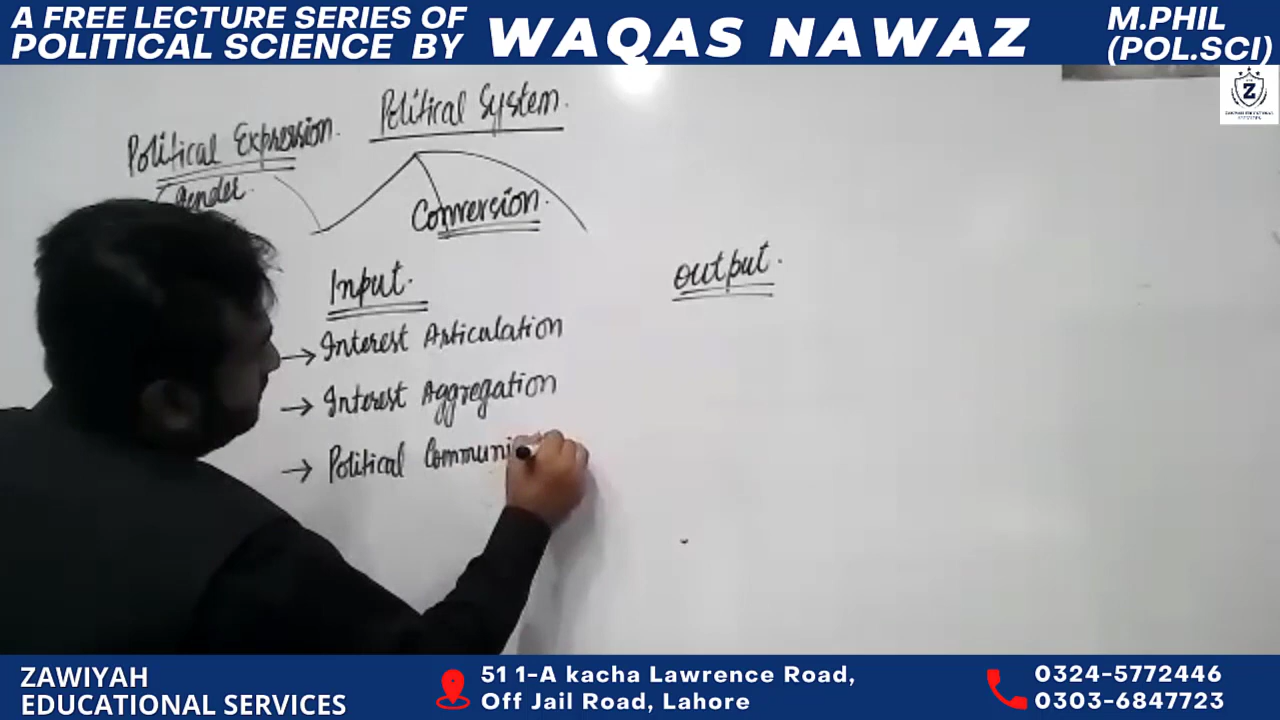 A FREE LECTURE SERIES OF
POLITICAL SCIENCE BY
WAQAS NAWAZ
M.PHIL
(POL.SCI)
Z
Political System.
Political Expression.
Gender.
Conversion.
Input.
output.
→ Interest Articulation
→ Interest Aggregation
→ Political Communi
ZAWIYAH
EDUCATIONAL SERVICES
51 1-A kacha Lawrence Road,
Off Jail Road, Lahore
0324-5772446
0303-6847723